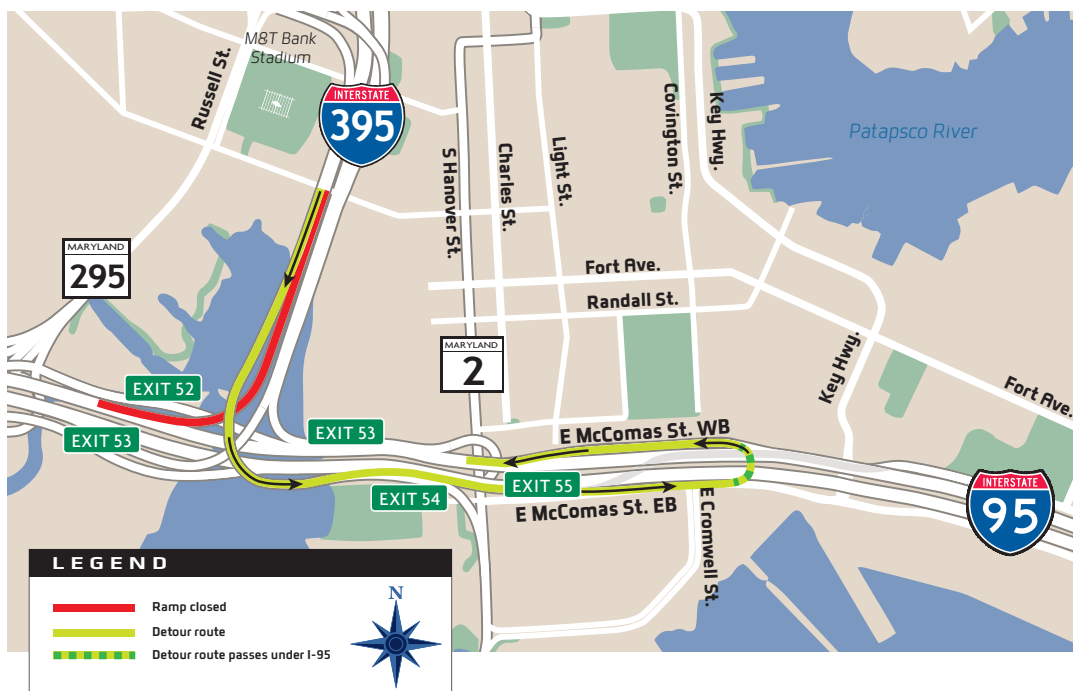 M&T Bank
Stadium
Russell St.
INTERSTATE
395
Covington St.
Key Hwy.
Patapsco River
S Hanover St.
Charles St.
Light St.
MARYLAND
295
Fort Ave.
Randall St.
MARYLAND
2
Key Hwy.
Fort Ave.
EXIT 52
EXIT 53
EXIT 53
E McComas St. WB
EXIT 54
EXIT 55
E McComas St. EB
E Cromwell St.
INTERSTATE
95
LEGEND
Ramp closed
Detour route
Detour route passes under I-95
N